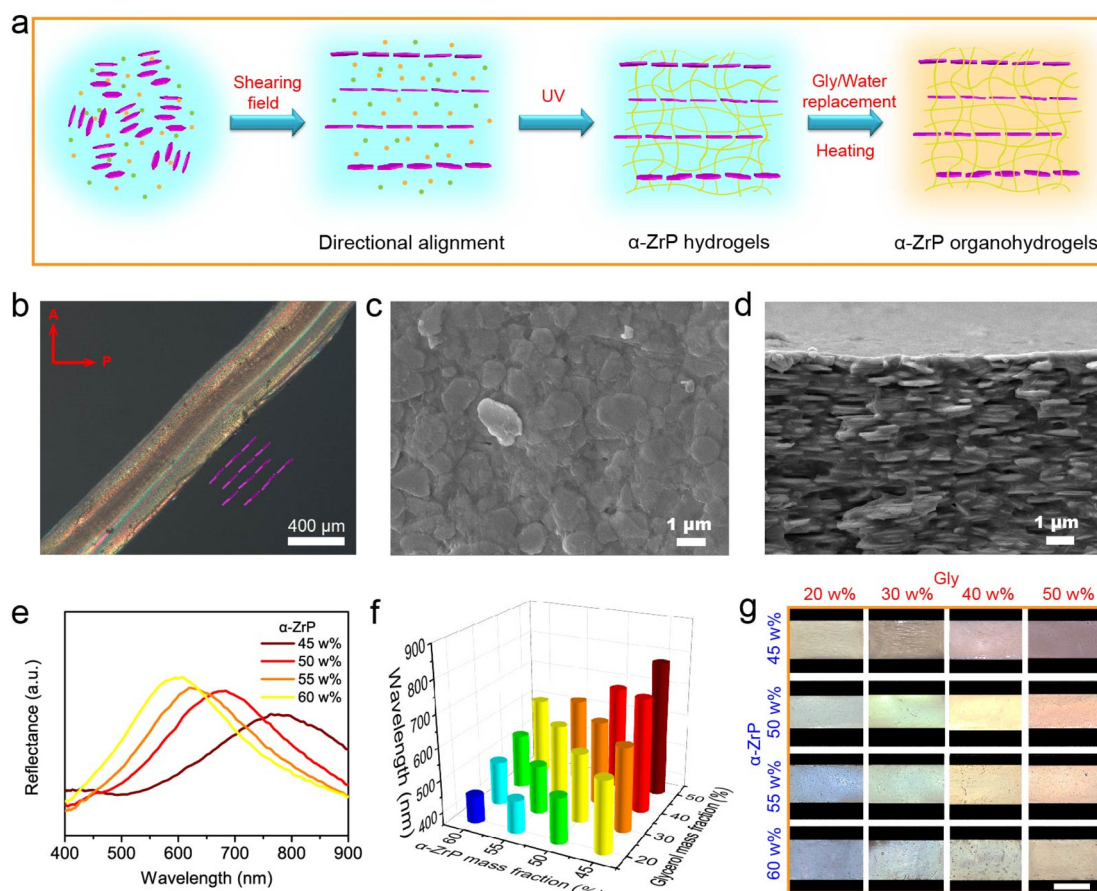 a
Shearing
field
Directional alignment
UV
α-ZrP hydrogels
Gly/Water
replacement
Heating
α-ZrP organohydrogels
b
A
P
400 μm
c
1 μm
d
1 μm
e
Reflectance (a.u.)
α-ZrP
45 w%
50 w%
55 w%
60 w%
400 500 600 700 800 900
Wavelength (nm)
f
Wavelength (nm)
900
800
700
600
500
400
60 55 50 45
α-ZrP mass fraction (%)
20 30 40 50
Glycerol mass fraction (%)
g
Gly
20 w% 30 w% 40 w% 50 w%
α-ZrP
45 w%
50 w%
55 w%
60 w%